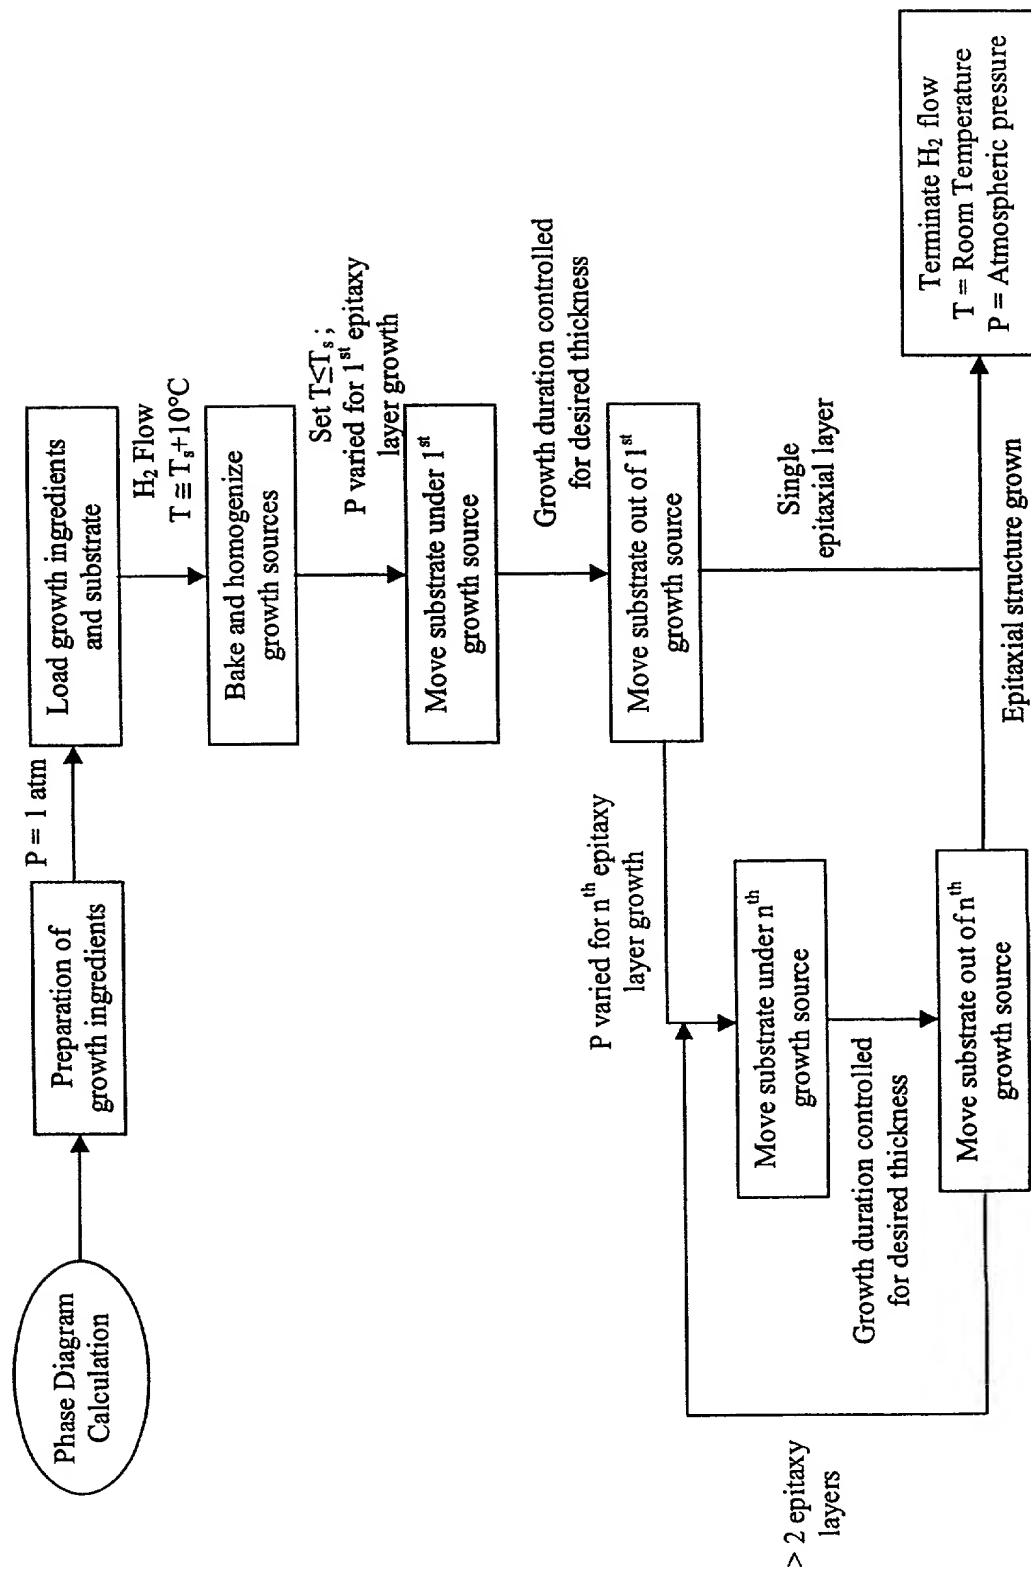 Phase Diagram
Calculation
Preparation of
growth ingredients
P = 1 atm
Load growth ingredients
and substrate
H₂ Flow
T ≅ Tₛ+10°C
Bake and homogenize
growth sources
Set T≤Tₛ ;
P varied for 1ˢᵗ epitaxy
layer growth
Move substrate under 1ˢᵗ
growth source
Growth duration controlled
for desired thickness
Move substrate out of 1ˢᵗ
growth source
Single
epitaxial layer
P varied for nᵗʰ epitaxy
layer growth
Move substrate under nᵗʰ
growth source
Growth duration controlled
for desired thickness
Move substrate out of nᵗʰ
growth source
> 2 epitaxy
layers
Epitaxial structure grown
Terminate H₂ flow
T = Room Temperature
P = Atmospheric pressure